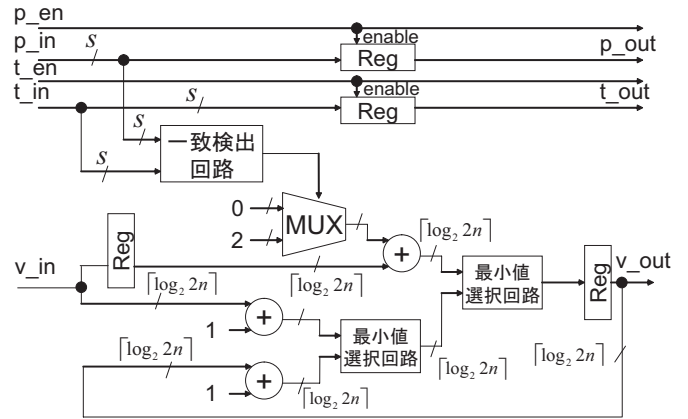 p_en
enable
p_in
s
Reg
p_out
t_en
enable
t_in
s
Reg
t_out
s
s
一致検出
回路
0
2
MUX
+
⌈log₂ 2n⌉
Reg
v_in
⌈log₂ 2n⌉
⌈log₂ 2n⌉
最小値
選択回路
Reg
v_out
1
+
最小値
選択回路
⌈log₂ 2n⌉
⌈log₂ 2n⌉
⌈log₂ 2n⌉
1
+
⌈log₂ 2n⌉